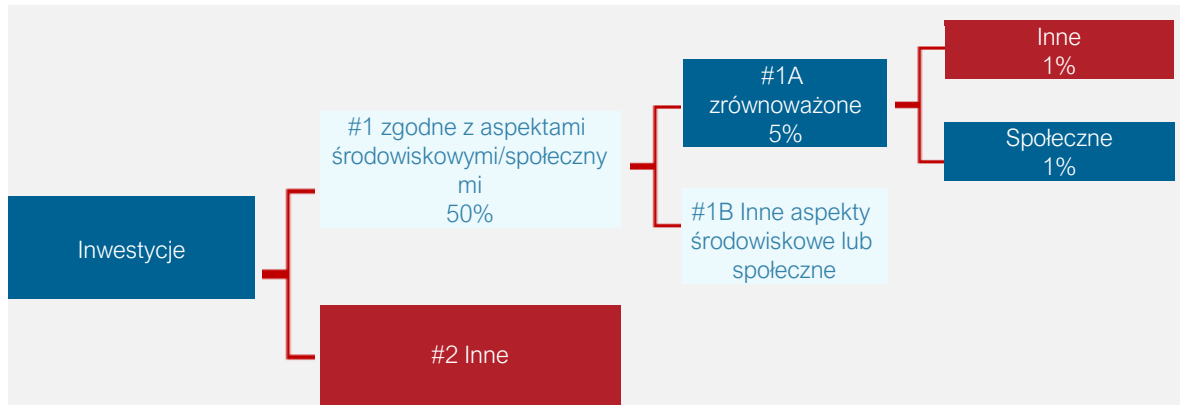 Inwestycje
#1 zgodne z aspektami
środowiskowymi/społeczny
mi
50%
#2 Inne
#1A
zrównoważone
5%
#1B Inne aspekty
środowiskowe lub
społeczne
Inne
1%
Społeczne
1%